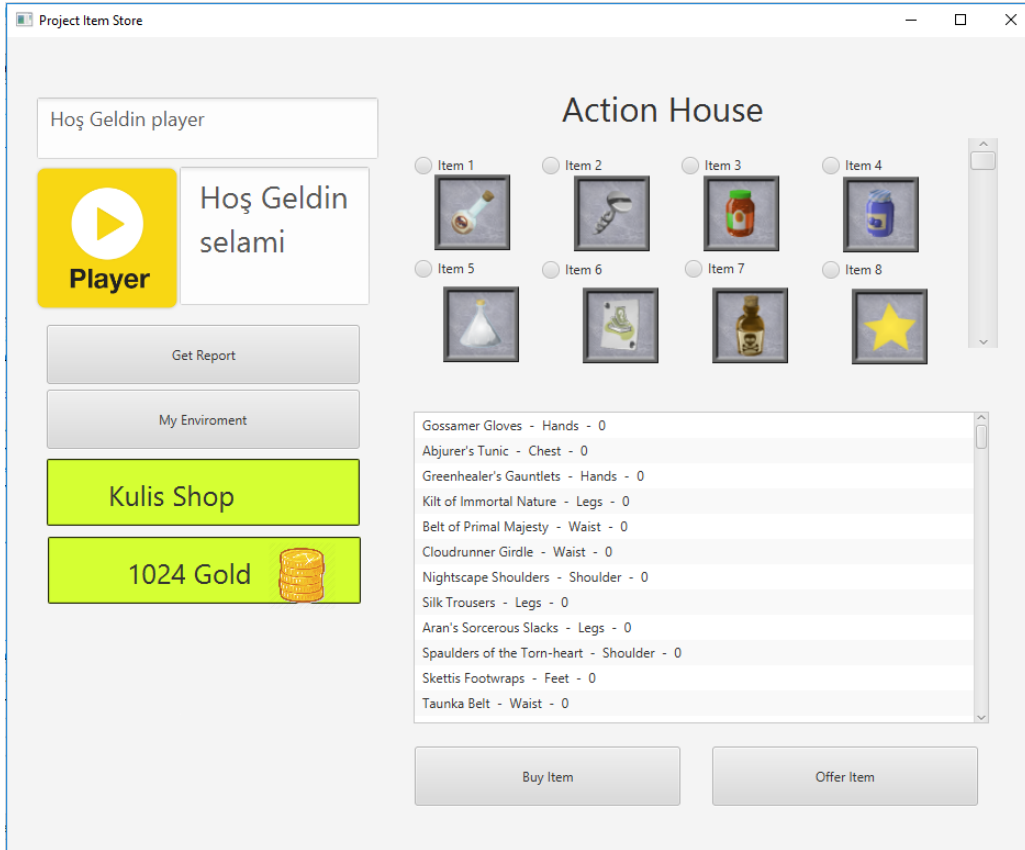 Project Item Store
Hoş Geldin player
Player
Hoş Geldin
selami
Get Report
My Enviroment
Kulis Shop
1024 Gold
Action House
Item 1
Item 2
Item 3
Item 4
Item 5
Item 6
Item 7
Item 8
Gossamer Gloves - Hands - 0
Abjurer's Tunic - Chest - 0
Greenhealer's Gauntlets - Hands - 0
Kilt of Immortal Nature - Legs - 0
Belt of Primal Majesty - Waist - 0
Cloudrunner Girdle - Waist - 0
Nightscape Shoulders - Shoulder - 0
Silk Trousers - Legs - 0
Aran's Sorcerous Slacks - Legs - 0
Spaulders of the Torn-heart - Shoulder - 0
Skettis Footwraps - Feet - 0
Taunka Belt - Waist - 0
Buy Item
Offer Item